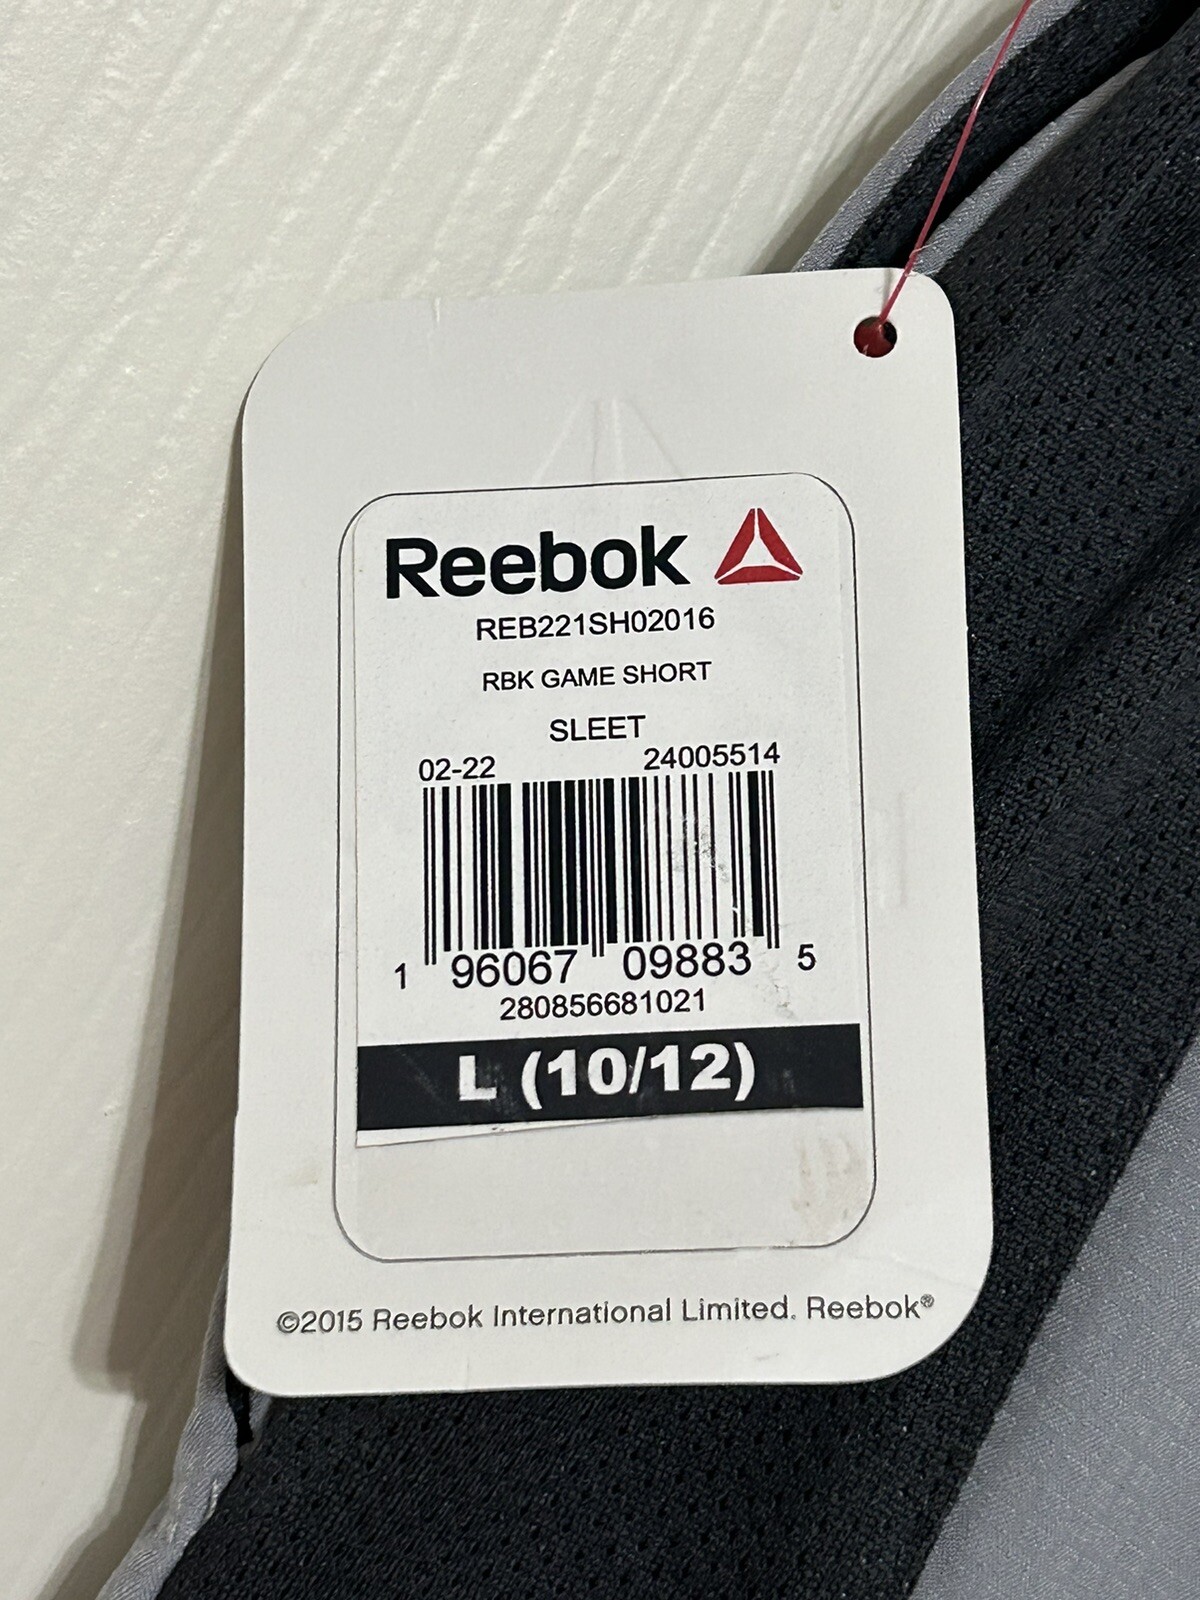 Reebok
REB221SH02016
RBK GAME SHORT
SLEET
02-22 24005514
1 96067 09883 5
280856681021
L (10/12)
©2015 Reebok International Limited. Reebok®